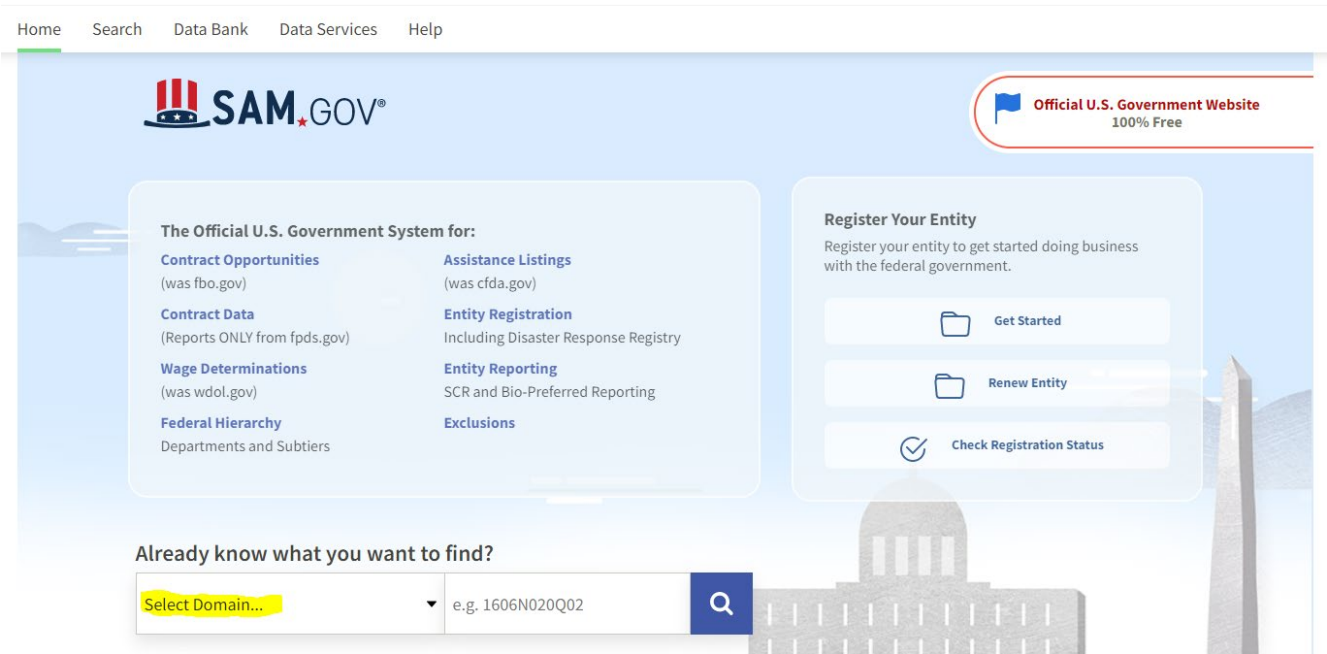 Home Search Data Bank Data Services Help
SAM.GOV®
Official U.S. Government Website
100% Free
The Official U.S. Government System for:
Contract Opportunities
(was fbo.gov)
Contract Data
(Reports ONLY from fpds.gov)
Wage Determinations
(was wdol.gov)
Federal Hierarchy
Departments and Subtiers
Assistance Listings
(was cfda.gov)
Entity Registration
Including Disaster Response Registry
Entity Reporting
SCR and Bio-Preferred Reporting
Exclusions
Register Your Entity
Register your entity to get started doing business
with the federal government.
Get Started
Renew Entity
Check Registration Status
Already know what you want to find?
Select Domain... e.g. 1606N020Q02